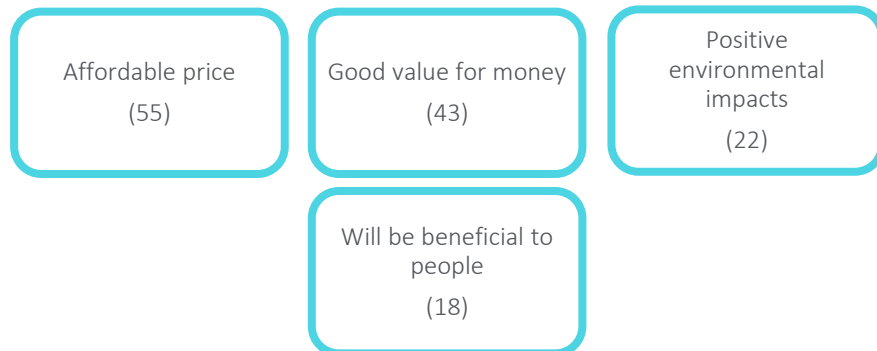 Affordable price
(55)
Good value for money
(43)
Positive
environmental
impacts
(22)
Will be beneficial to
people
(18)